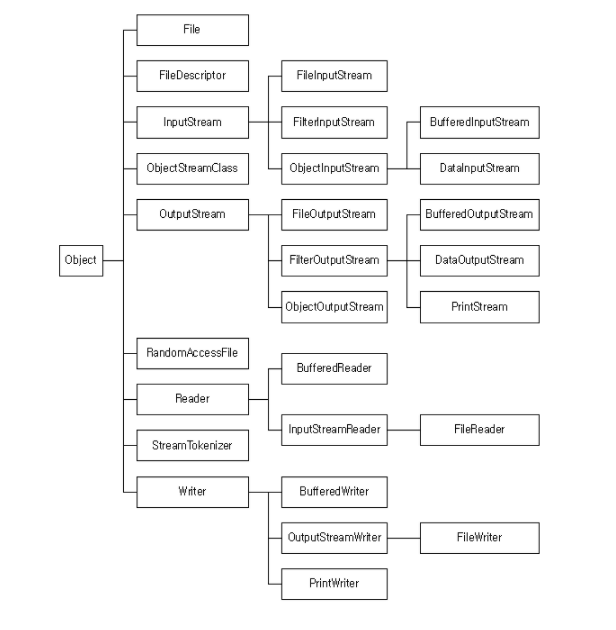 File
FileDescriptor
FileInputStream
InputStream
FilterInputStream
BufferedInputStream
ObjectStreamClass
ObjectInputStream
DataInputStream
OutputStream
FileOutputStream
BufferedOutputStream
Object
FilterOutputStream
DataOutputStream
ObjectOutputStream
PrintStream
RandomAccessFile
BufferedReader
Reader
InputStreamReader
FileReader
StreamTokenizer
Writer
BufferedWriter
OutputStreamWriter
FileWriter
PrintWriter